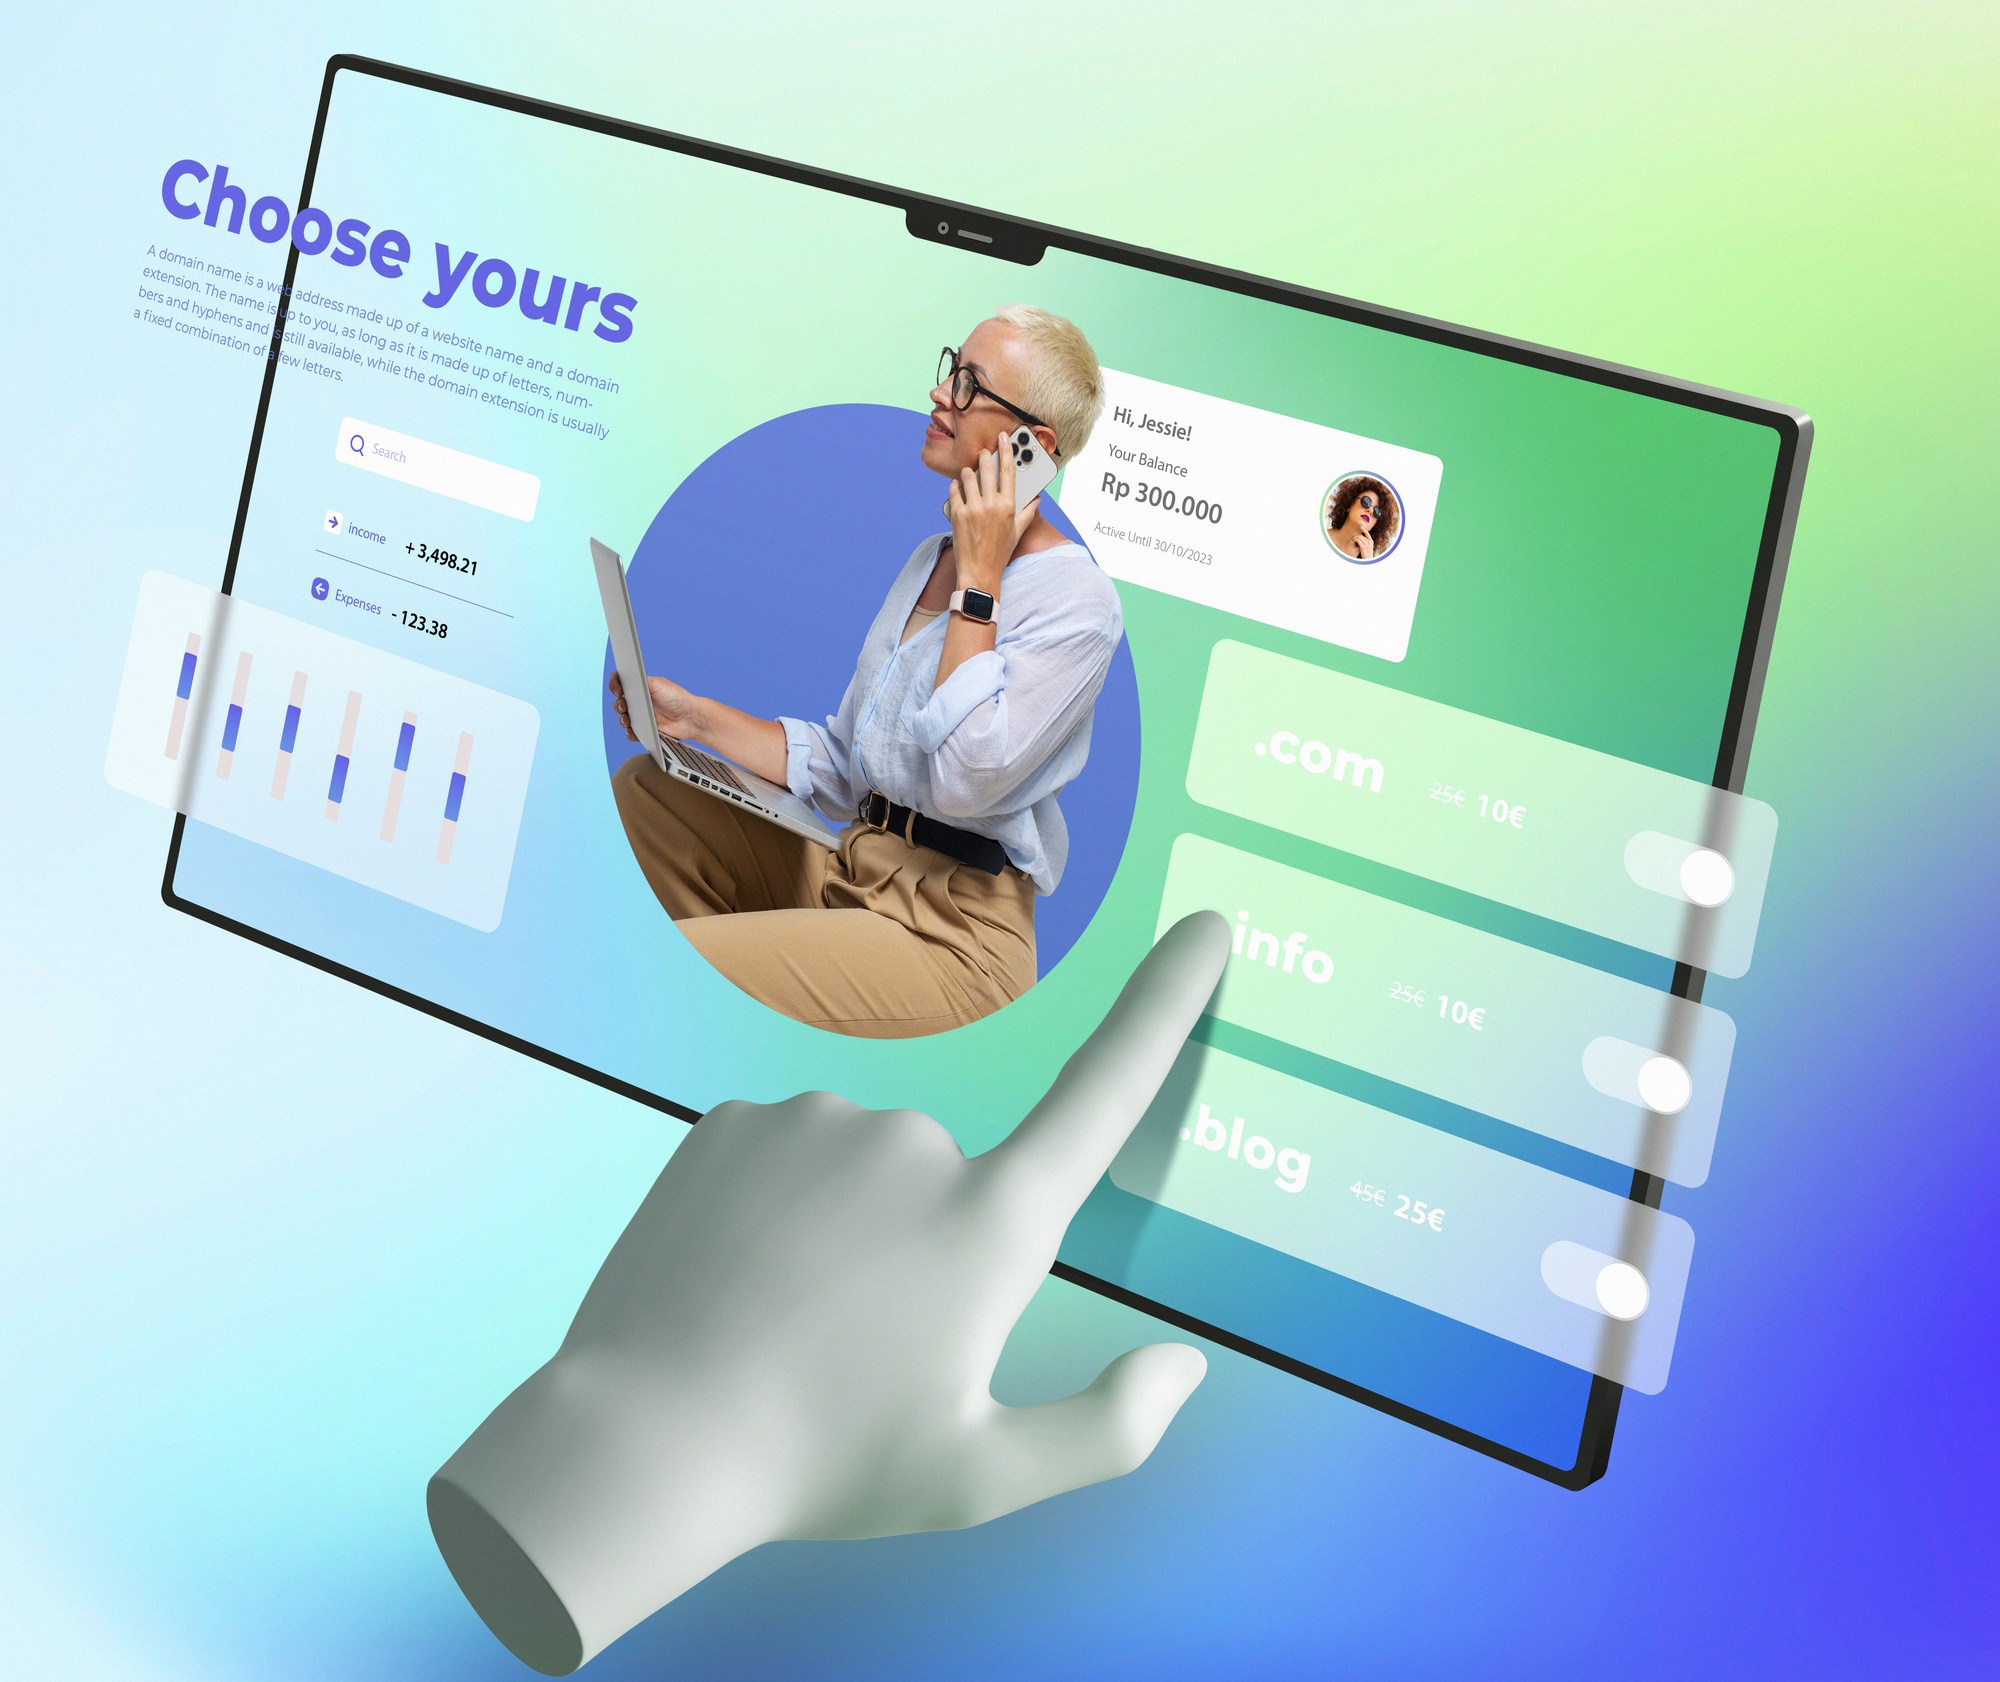 Choose yours
A domain name is a web address made up of a website name and a domain
extension. The name is up to you, as long as it is made up of letters, num-
bers and hyphens and is still available, while the domain extension is usually
a fixed combination of a few letters.
Search
income + 3,498.21
Expenses - 123.38
Hi, Jessie!
Your Balance
Rp 300.000
Active Until 30/10/2023
.com 25€ 10€
info 25€ 10€
.blog 45€ 25€